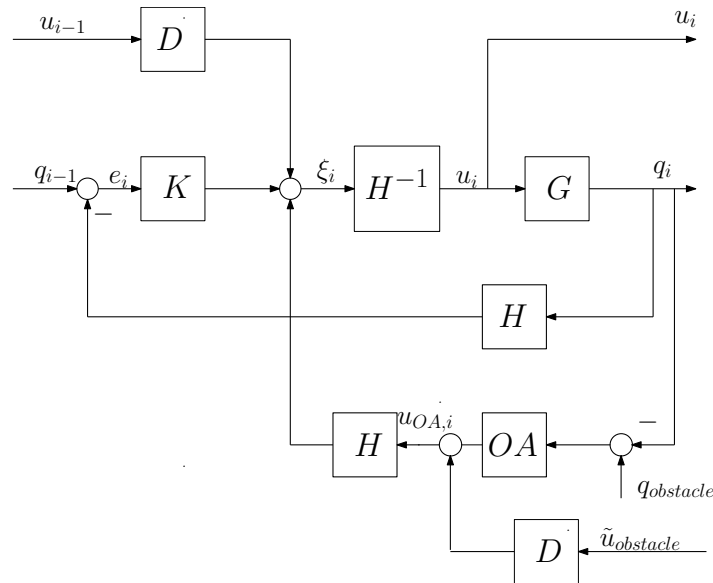 u_{i−1} D u_i
q_{i−1} e_i K ξ_i H^{−1} u_i G q_i
−
H
−
H u_{OA,i} OA
q_{obstacle}
D ũ_{obstacle}